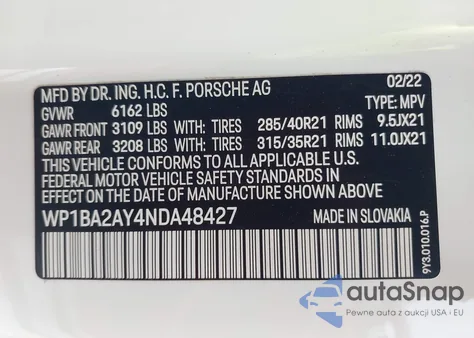 MFD. BY DR. ING. H.C. F. PORSCHE AG 02/22
GVWR 6162 LBS TYPE: MPV
GAWR FRONT 3109 LBS WITH: TIRES 285/40R21 RIMS 9.5JX21
GAWR REAR 3208 LBS WITH: TIRES 315/35R21 RIMS 11.0JX21
THIS VEHICLE CONFORMS TO ALL APPLICABLE U.S.
FEDERAL MOTOR VEHICLE SAFETY STANDARDS IN
EFFECT ON THE DATE OF MANUFACTURE SHOWN ABOVE.
WP1BA2AY4NDA48427 MADE IN SLOVAKIA
9Y3.010.016.P
autoSnap
Pewne auta z aukcji USA i EU